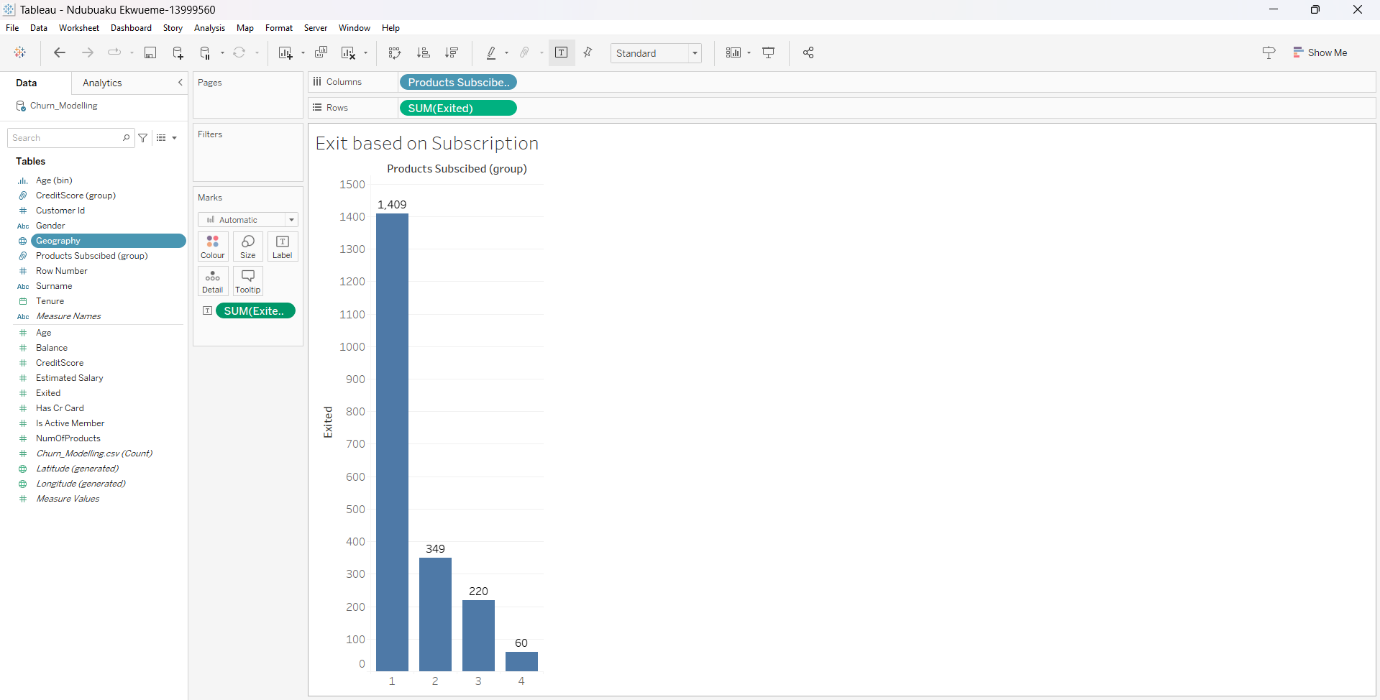 Tableau - Ndubuaku Ekwueme-13999560
File Data Worksheet Dashboard Story Analysis Map Format Server Window Help
Standard
Show Me
Data Analytics
Churn_Modelling
Search
Tables
Age (bin)
CreditScore (group)
Customer Id
Abc Gender
Geography
Products Subscibed (group)
Row Number
Abc Surname
Tenure
Abc Measure Names
Age
Balance
CreditScore
Estimated Salary
Exited
Has Cr Card
Is Active Member
NumOfProducts
Churn_Modelling.csv (Count)
Latitude (generated)
Longitude (generated)
Measure Values
Pages
Filters
Marks
Automatic
Colour Size Label
Detail Tooltip
SUM(Exite..
Columns Products Subscibe..
Rows SUM(Exited)
Exit based on Subscription
Products Subscibed (group)
1500
1400
1300
1200
1100
1000
900
800
700
600
500
400
300
200
100
0
Exited
1,409
349
220
60
1 2 3 4